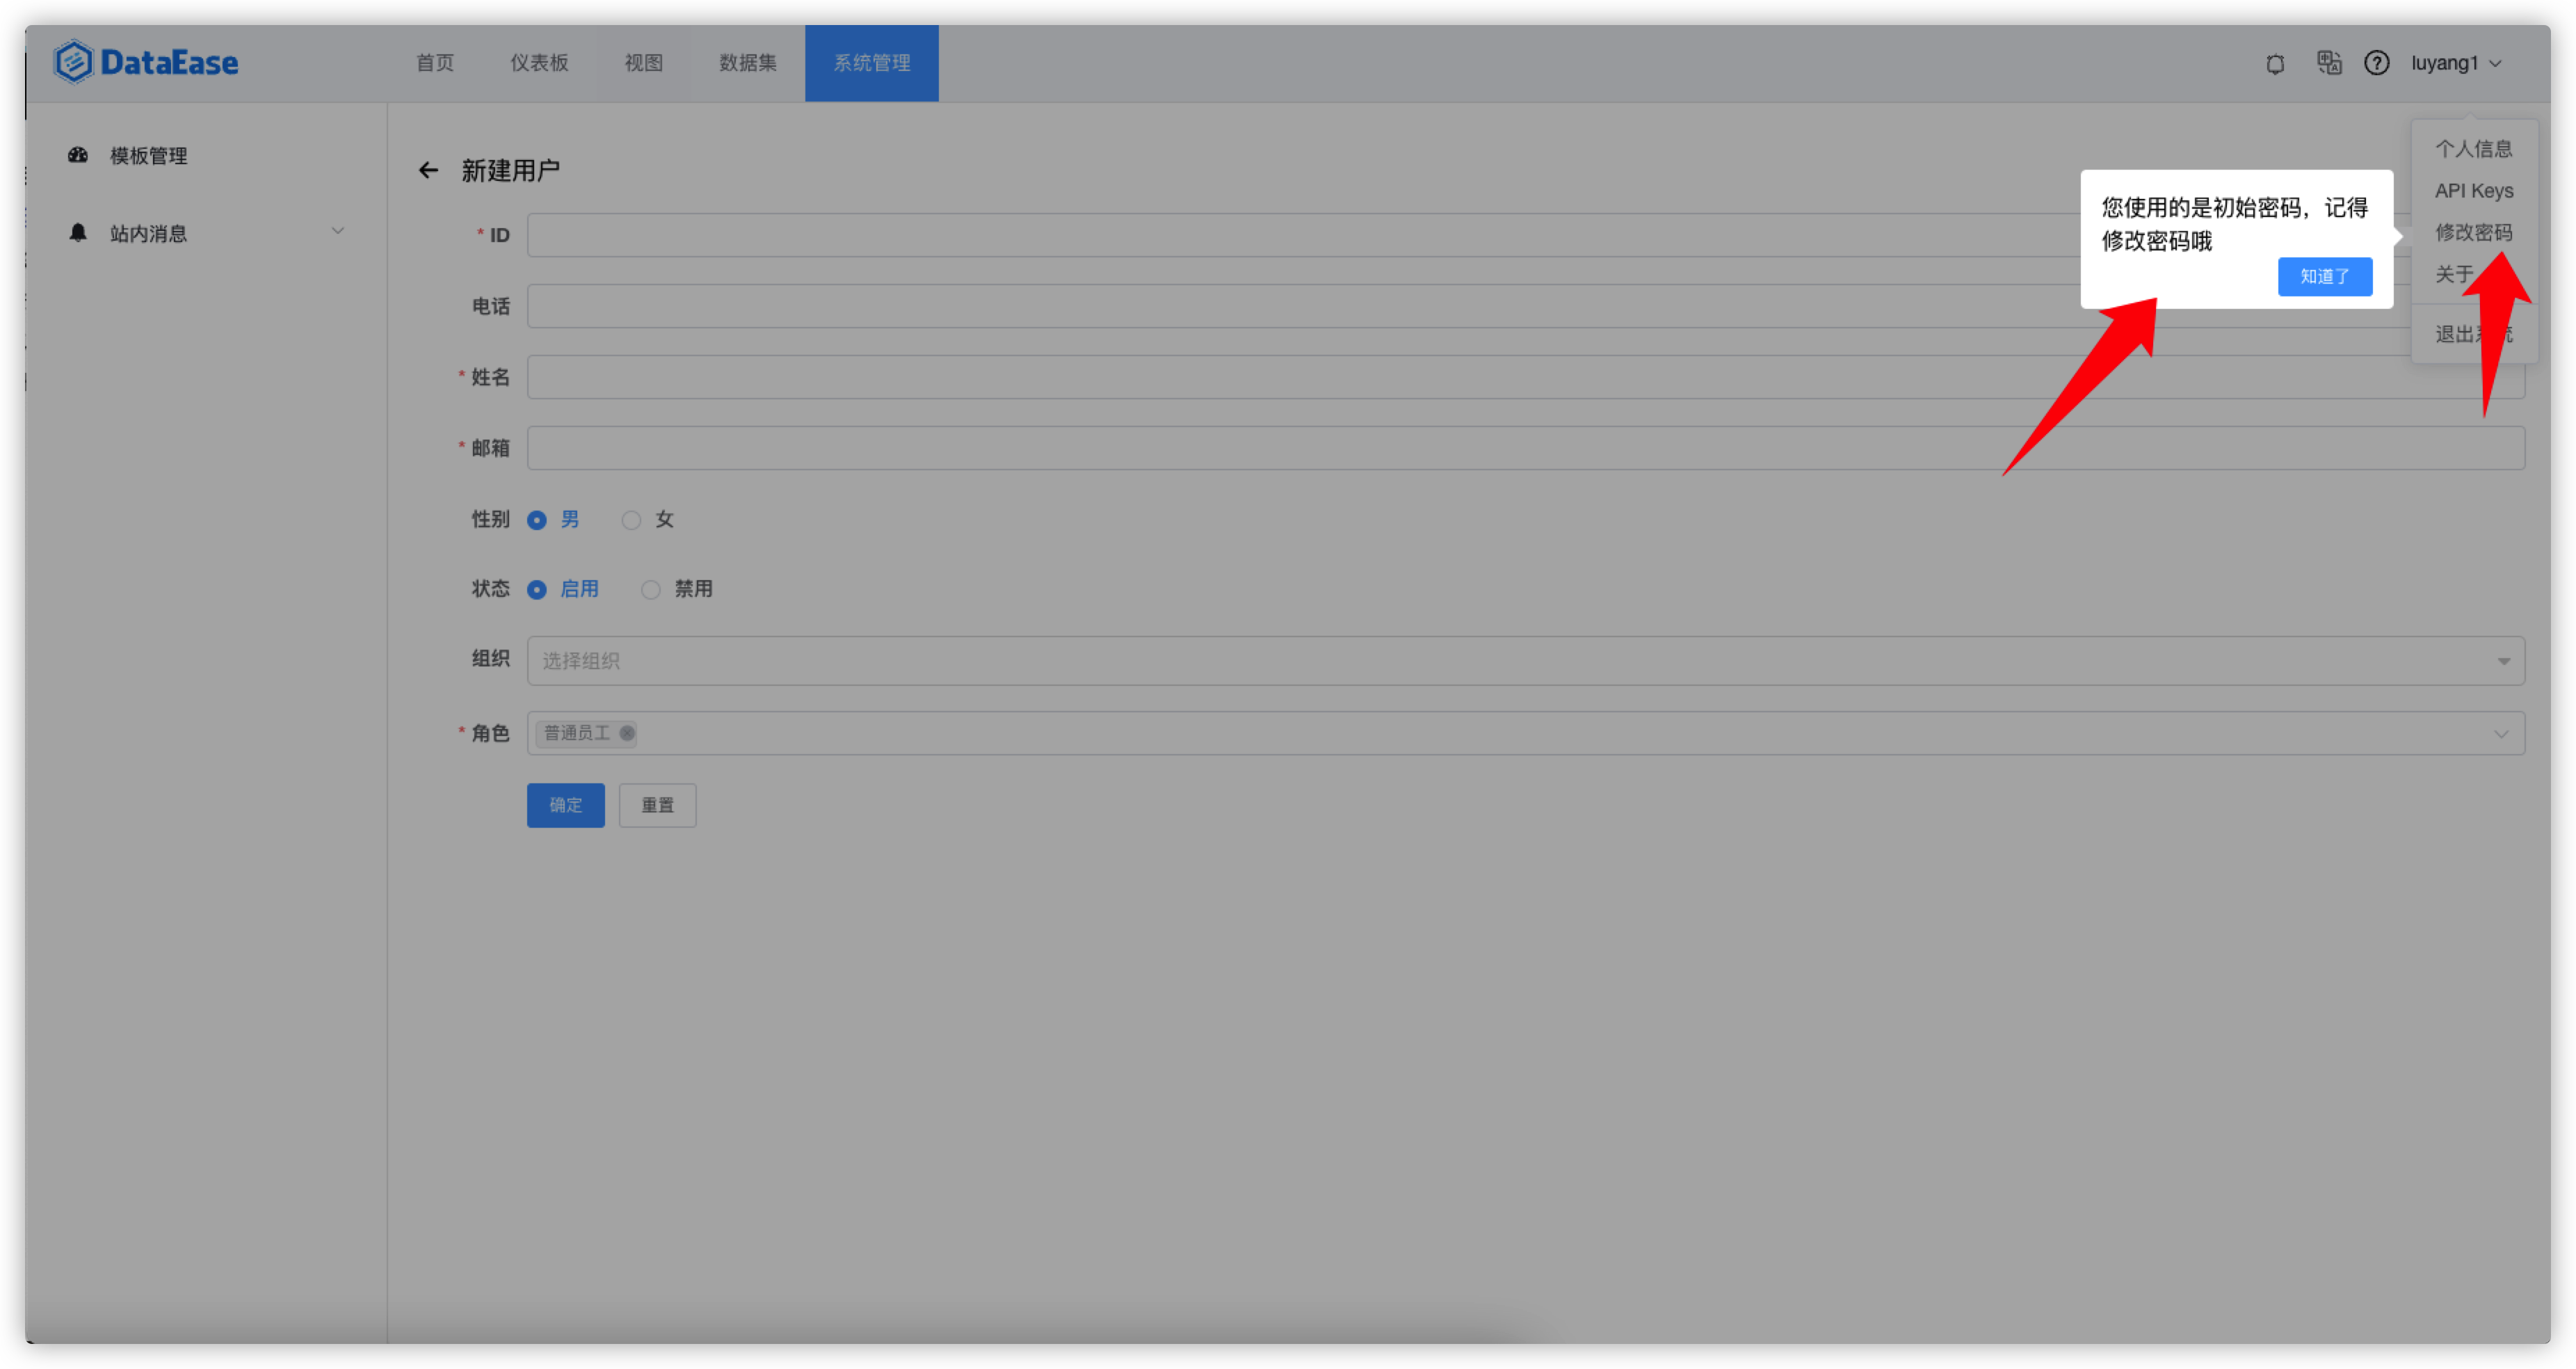 DataEase
首页 仪表板 视图 数据集 系统管理
luyang1
模板管理
站内消息
新建用户
* ID
电话
* 姓名
* 邮箱
性别 男 女
状态 启用 禁用
组织 选择组织
* 角色 普通员工
确定 重置
您使用的是初始密码，记得
修改密码哦
知道了
个人信息
API Keys
修改密码
关于
退出系统